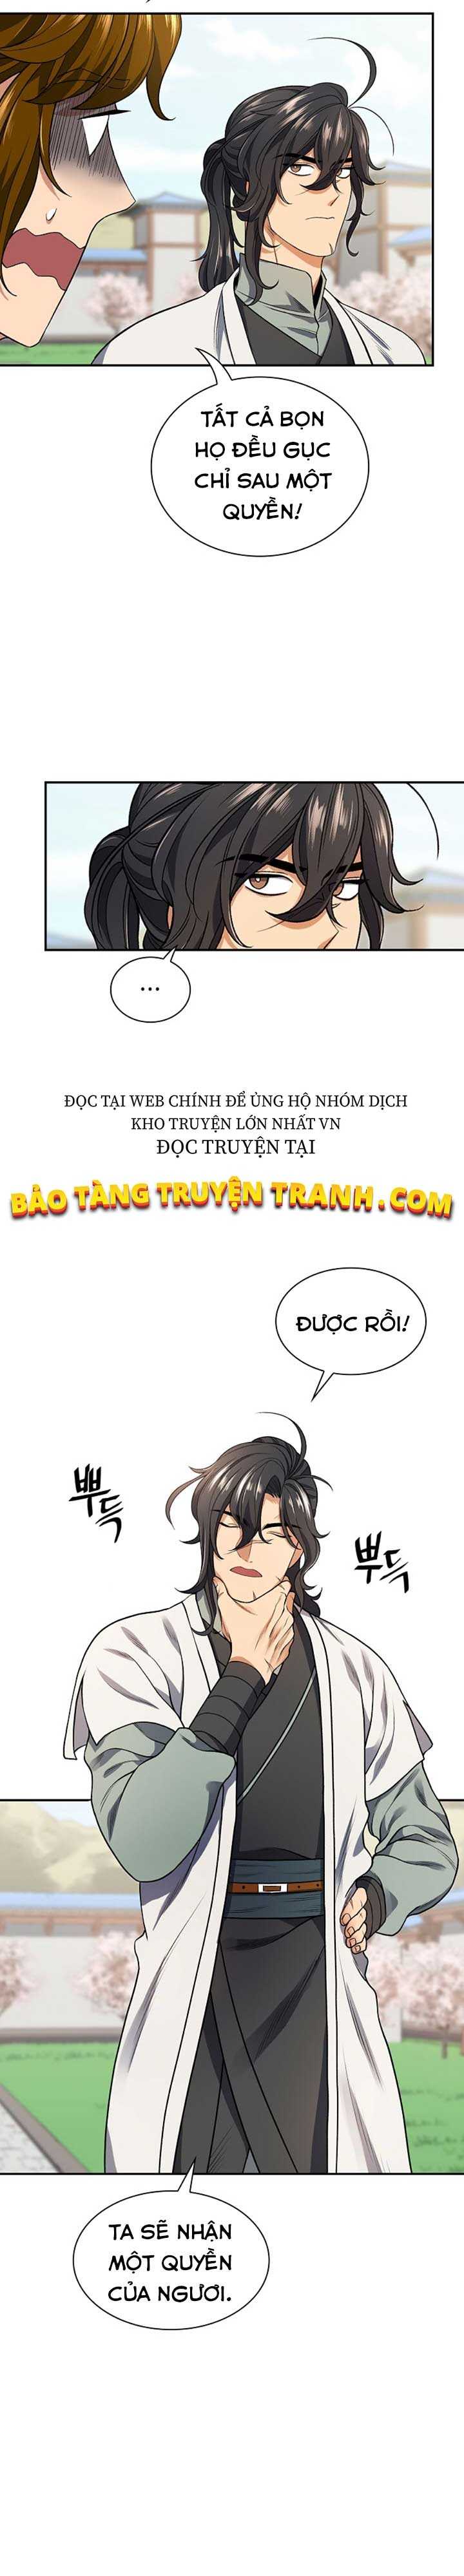 TẤT CẢ BỌN
HỌ ĐỀU GỤC
CHỈ SAU MỘT
QUYỀN!
...
ĐỌC TẠI WEB CHÍNH ĐỂ ỦNG HỘ NHÓM DỊCH
KHO TRUYỆN LỚN NHẤT VN
ĐỌC TRUYỆN TẠI
BẢO TÀNG TRUYỆN TRANH.COM
ĐƯỢC RỒI!
뿌득
뿌득
TA SẼ NHẬN
MỘT QUYỀN
CỦA NGƯƠI.